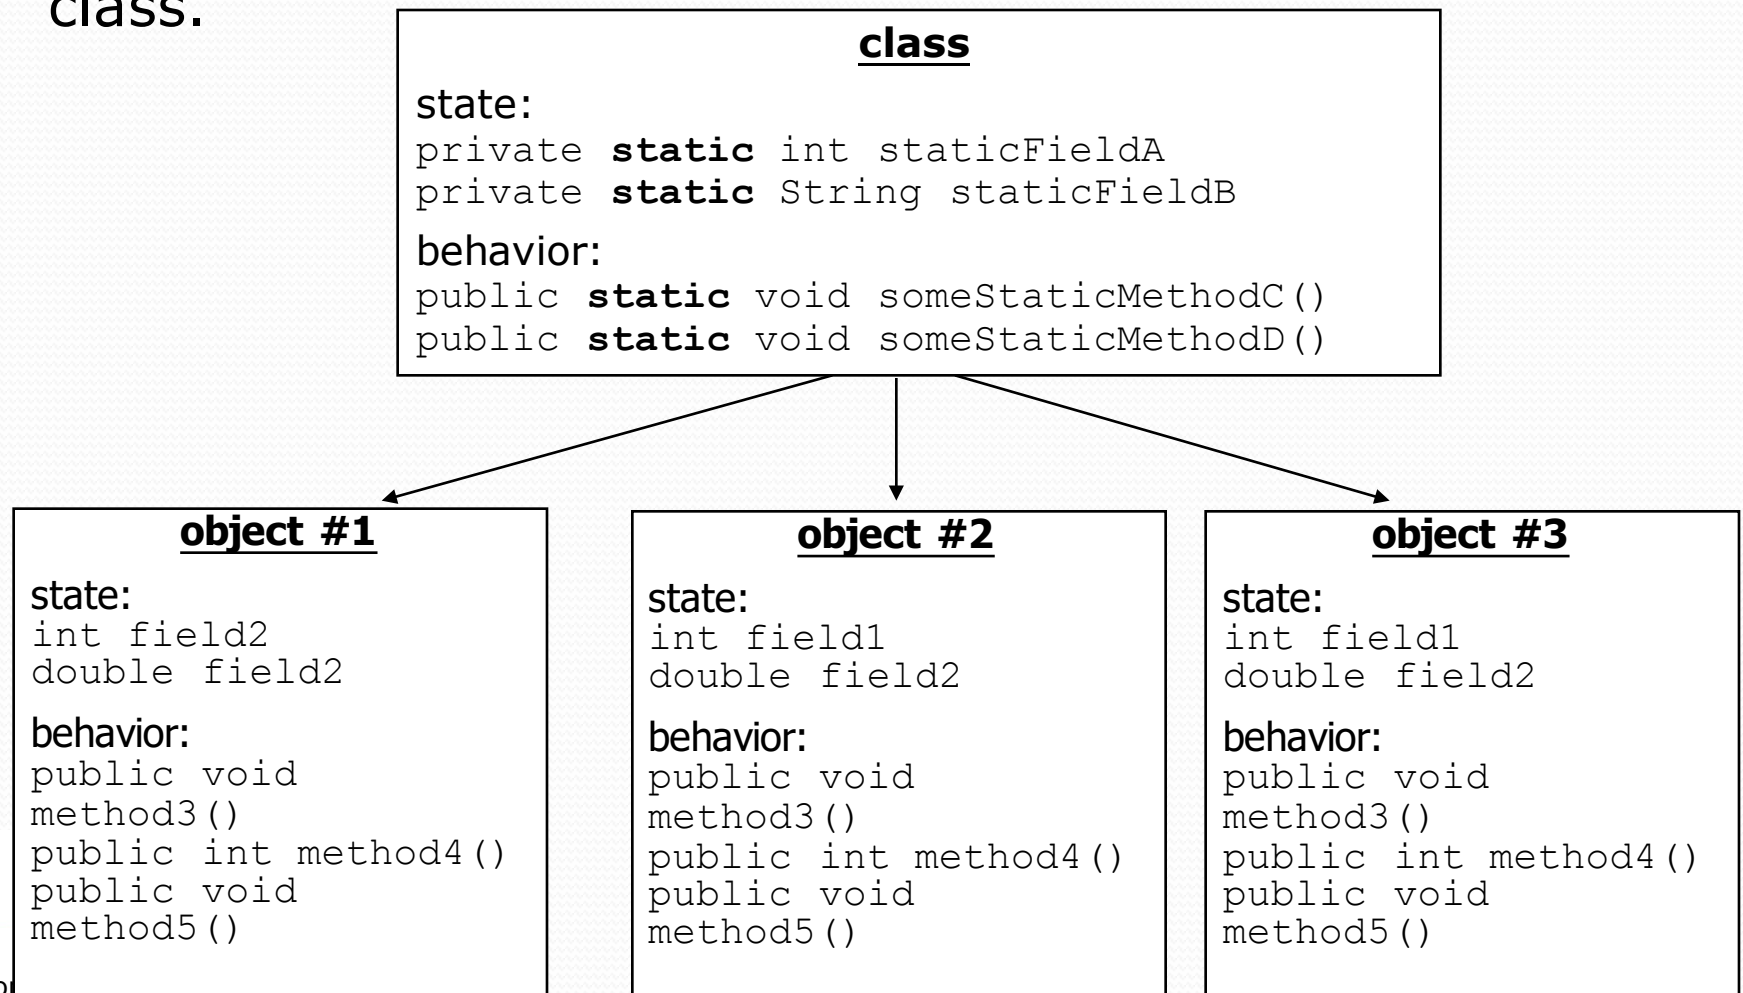 class.
class
state:
private static int staticFieldA
private static String staticFieldB
behavior:
public static void someStaticMethodC()
public static void someStaticMethodD()
object #1
state:
int field2
double field2
behavior:
public void
method3()
public int method4()
public void
method5()
object #2
state:
int field1
double field2
behavior:
public void
method3()
public int method4()
public void
method5()
object #3
state:
int field1
double field2
behavior:
public void
method3()
public int method4()
public void
method5()